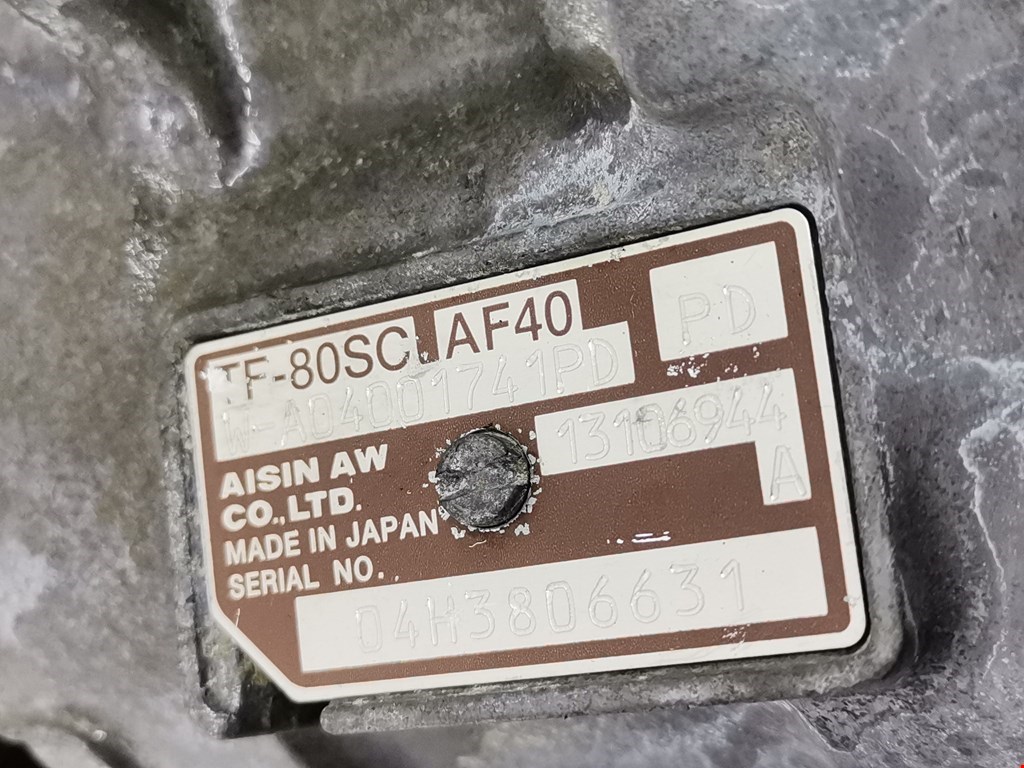 TF-80SC AF40
PD
W-A04001741PD
13106944
A
AISIN AW
CO.,LTD.
MADE IN JAPAN
SERIAL NO.
04H3806631